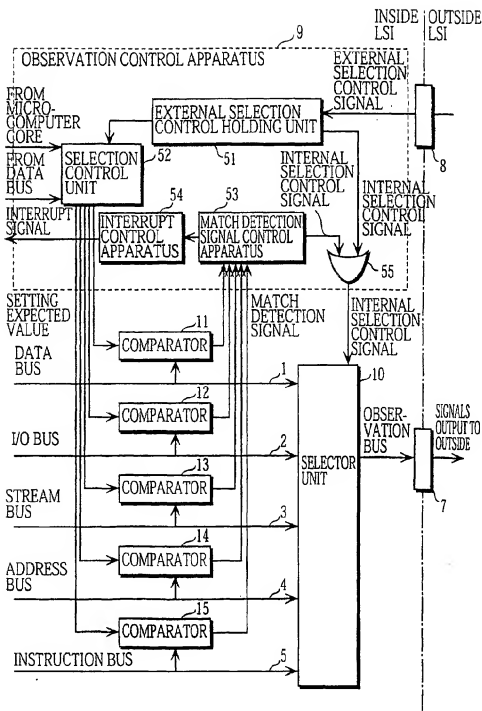 INSIDE OUTSIDE
LSI LSI
9
OBSERVATION CONTROL APPARATUS
EXTERNAL
SELECTION
CONTROL
SIGNAL
8
FROM
MICRO-
COMPUTER
CORE
FROM DATA
BUS
INTERRUPT
SIGNAL
EXTERNAL SELECTION
CONTROL HOLDING UNIT
51
SELECTION
CONTROL
UNIT
52
INTERNAL
SELECTION
CONTROL
SIGNAL
INTERNAL
SELECTION
CONTROL
SIGNAL
54
INTERRUPT
CONTROL
APPARATUS
53
MATCH DETECTION
SIGNAL CONTROL
APPARATUS
55
SETTING
EXPECTED
VALUE
MATCH
DETECTION
SIGNAL
INTERNAL
SELECTION
CONTROL
SIGNAL
11
COMPARATOR
DATA
BUS
1
10
SELECTOR
UNIT
12
COMPARATOR
I/O BUS
2
OBSER-
VATION
BUS
SIGNALS
OUTPUT TO
OUTSIDE
7
13
COMPARATOR
STREAM
BUS
3
14
COMPARATOR
ADDRESS
BUS
4
15
COMPARATOR
INSTRUCTION BUS
5